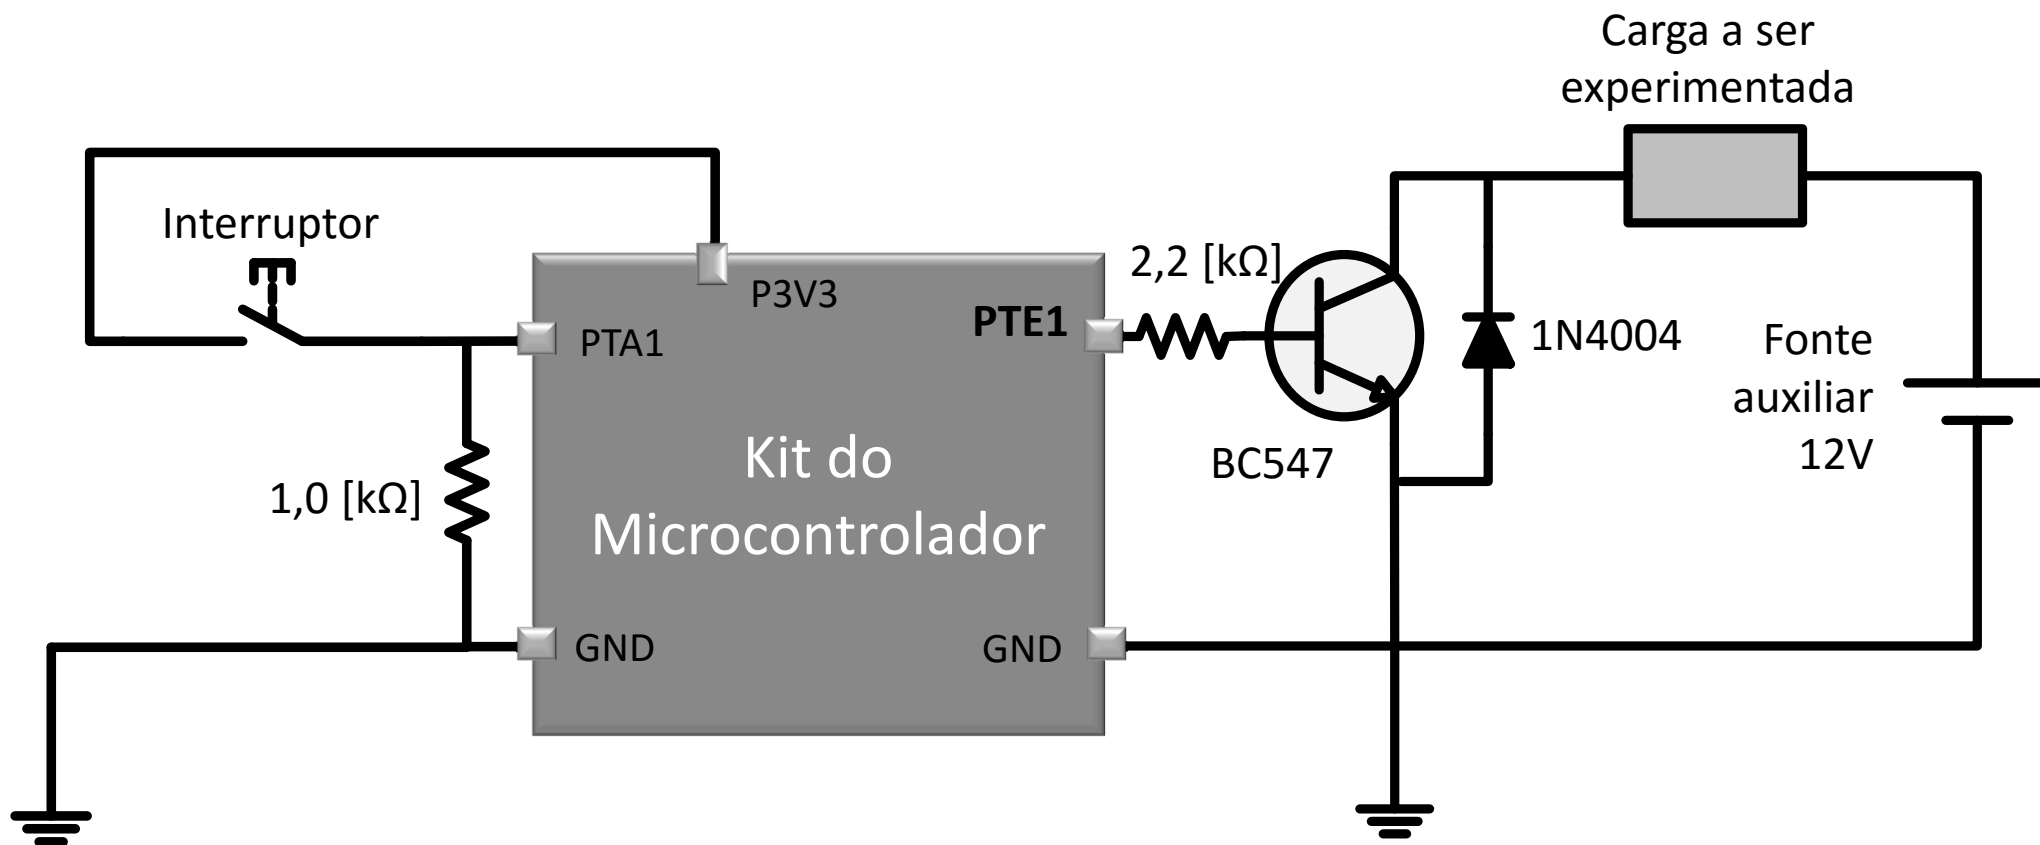 Carga a ser
experimentada
Interruptor
P3V3
2,2 [kΩ]
PTE1
PTA1
1N4004
Fonte
auxiliar
12V
BC547
Kit do
Microcontrolador
1,0 [kΩ]
GND
GND